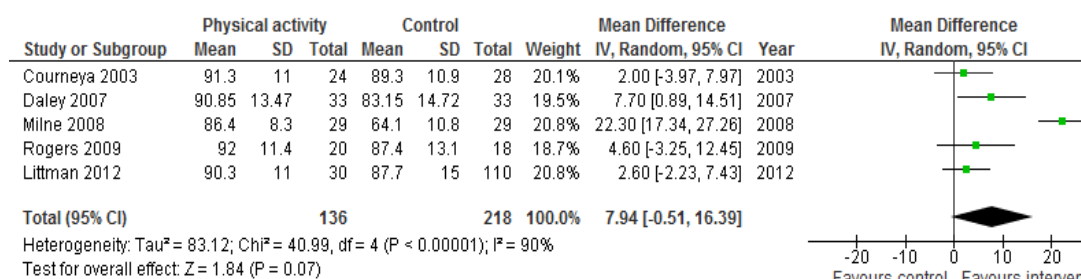 Physical activity Control Mean Difference Mean Difference
Study or Subgroup Mean SD Total Mean SD Total Weight IV, Random, 95% CI Year IV, Random, 95% CI
Courneya 2003 91.3 11 24 89.3 10.9 28 20.1% 2.00 [-3.97, 7.97] 2003
Daley 2007 90.85 13.47 33 83.15 14.72 33 19.5% 7.70 [0.89, 14.51] 2007
Milne 2008 86.4 8.3 29 64.1 10.8 29 20.8% 22.30 [17.34, 27.26] 2008
Rogers 2009 92 11.4 20 87.4 13.1 18 18.7% 4.60 [-3.25, 12.45] 2009
Littman 2012 90.3 11 30 87.7 15 110 20.8% 2.60 [-2.23, 7.43] 2012
Total (95% CI) 136 218 100.0% 7.94 [-0.51, 16.39]
Heterogeneity: Tau² = 83.12; Chi² = 40.99, df = 4 (P < 0.00001); I² = 90%
Test for overall effect: Z = 1.84 (P = 0.07)
-20 -10 0 10 20
Favours control Favours interven